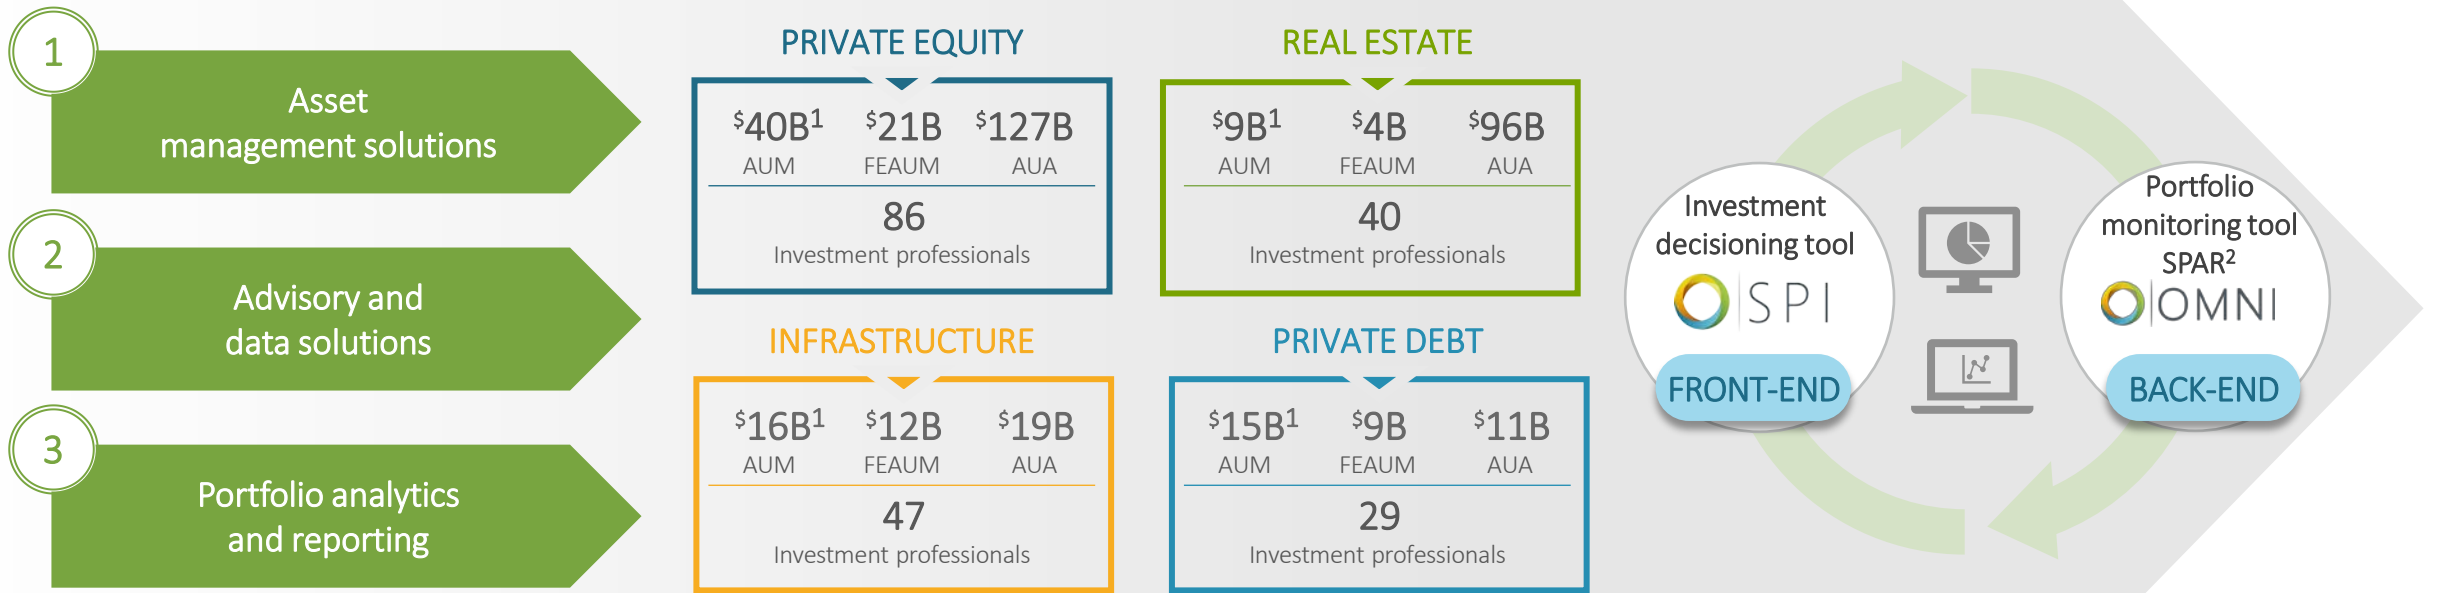 1
Asset
management solutions
2
Advisory and
data solutions
3
Portfolio analytics
and reporting
PRIVATE EQUITY
$40B1 $21B $127B
AUM FEAUM AUA
86
Investment professionals
REAL ESTATE
$9B1 $4B $96B
AUM FEAUM AUA
40
Investment professionals
INFRASTRUCTURE
$16B1 $12B $19B
AUM FEAUM AUA
47
Investment professionals
PRIVATE DEBT
$15B1 $9B $11B
AUM FEAUM AUA
29
Investment professionals
Investment
decisioning tool
SPI
FRONT-END
Portfolio
monitoring tool
SPAR2
OMNI
BACK-END